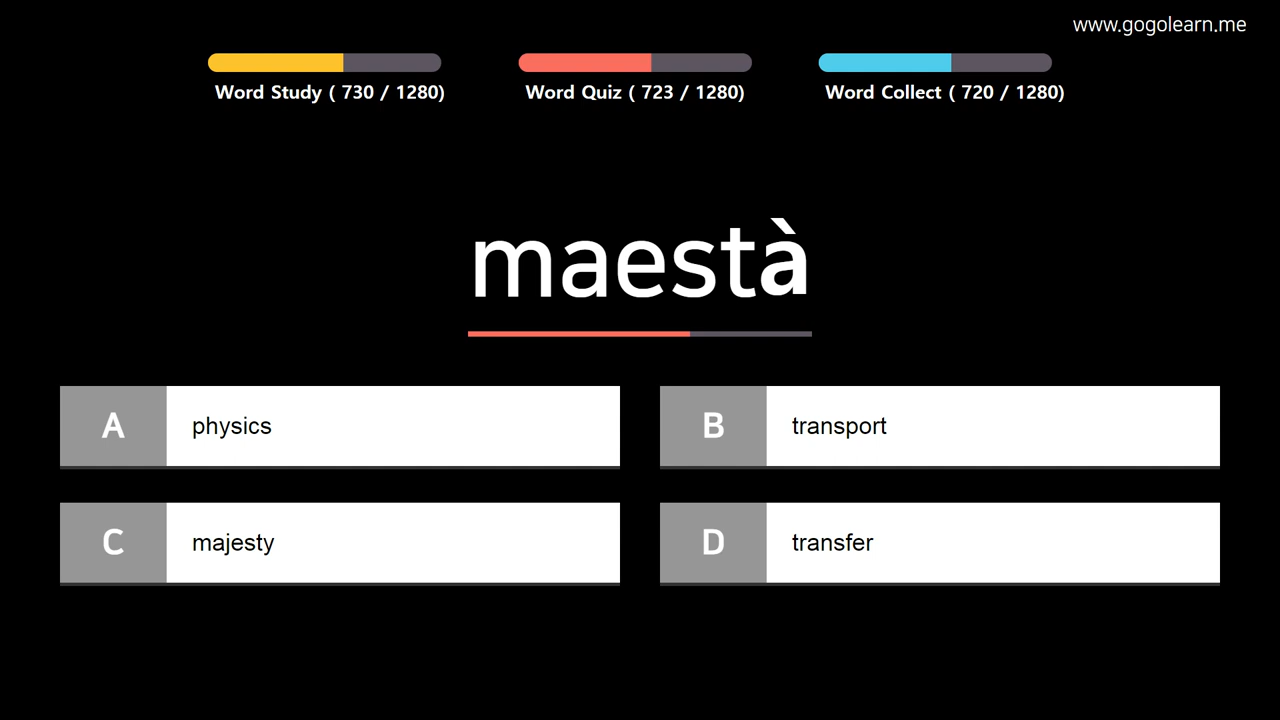 www.gogolearn.me
Word Study ( 730 / 1280)
Word Quiz ( 723 / 1280)
Word Collect ( 720 / 1280)
maestà
A physics
B transport
C majesty
D transfer